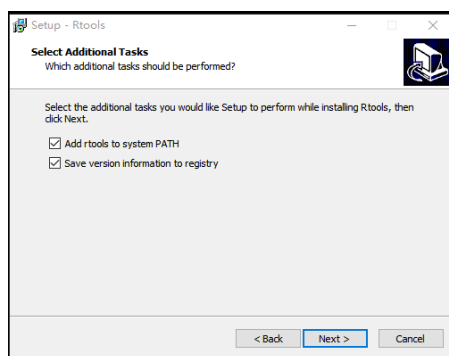 Setup - Rtools
Select Additional Tasks
Which additional tasks should be performed?
Select the additional tasks you would like Setup to perform while installing Rtools, then
click Next.
Add rtools to system PATH
Save version information to registry
< Back
Next >
Cancel